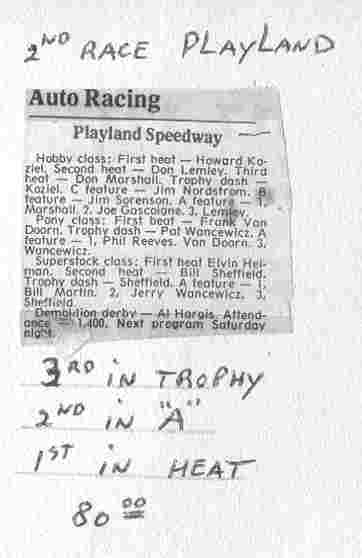 2ND RACE PLAYLAND
Auto Racing
Playland Speedway
Hobby class: First heat — Howard Ko-
ziel. Second heat — Don Lemley. Third
heat — Don Marshall. Trophy dash —
Koziel. C feature — Jim Nordstrom. B
feature — Jim Sorenson. A feature — 1,
Marshall. 2. Joe Gascoigne. 3. Lemley.
Pony class: First beat — Frank Van
Doorn. Trophy dash — Pat Wancewicz. A
feature — 1, Phil Reeves. Van Doorn. 3,
Wancewicz.
Superstock class: First heat Elvin Hei-
man. Second heat — Bill Sheffield.
Trophy dash — Sheffield. A feature — 1,
Bill Martin. 2, Jerry Wancewicz. 3,
Sheffield.
Demolition derby — Al Hargis. Attend-
ance — 1,400. Next program Saturday
night.
3RD IN TROPHY
2ND IN "A"
1ST IN HEAT
80 00